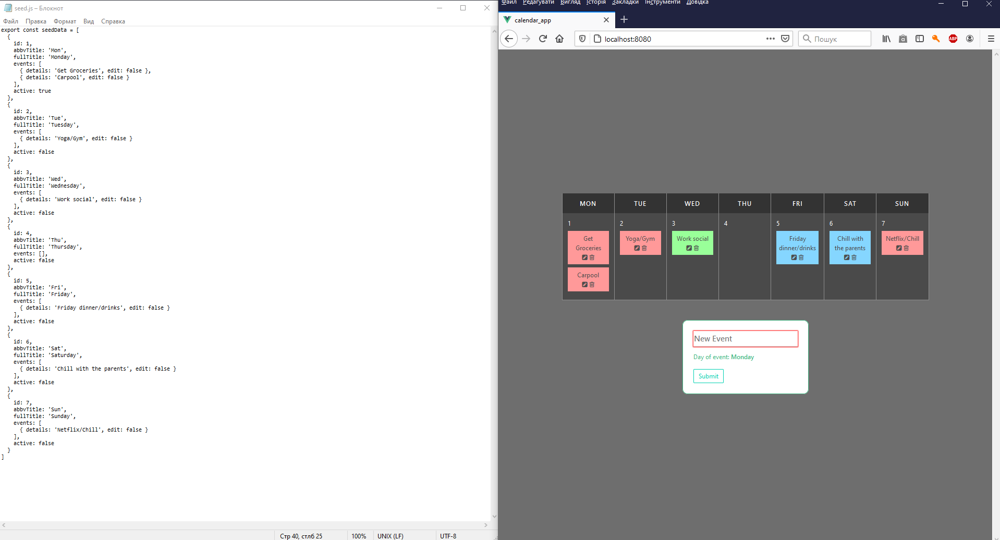 seed.js – Блокнот
Файл Правка Формат Вид Справка
export const seedData = [
  {
    id: 1,
    abbvTitle: 'Mon',
    fullTitle: 'Monday',
    events: [
      { details: 'Get Groceries', edit: false },
      { details: 'Carpool', edit: false }
    ],
    active: true
  },
  {
    id: 2,
    abbvTitle: 'Tue',
    fullTitle: 'Tuesday',
    events: [
      { details: 'Yoga/Gym', edit: false }
    ],
    active: false
  },
  {
    id: 3,
    abbvTitle: 'Wed',
    fullTitle: 'Wednesday',
    events: [
      { details: 'Work social', edit: false }
    ],
    active: false
  },
  {
    id: 4,
    abbvTitle: 'Thu',
    fullTitle: 'Thursday',
    events: [],
    active: false
  },
  {
    id: 5,
    abbvTitle: 'Fri',
    fullTitle: 'Friday',
    events: [
      { details: 'Friday dinner/drinks', edit: false }
    ],
    active: false
  },
  {
    id: 6,
    abbvTitle: 'Sat',
    fullTitle: 'Saturday',
    events: [
      { details: 'Chill with the parents', edit: false }
    ],
    active: false
  },
  {
    id: 7,
    abbvTitle: 'Sun',
    fullTitle: 'Sunday',
    events: [
      { details: 'Netflix/Chill', edit: false }
    ],
    active: false
  }
]
Стр 40, стлб 25 100% UNIX (LF) UTF-8
Файл Редагувати Вигляд Історія Закладки Інструменти Довідка
calendar_app
localhost:8080 Пошук
ABP
MON TUE WED THU FRI SAT SUN
1 2 3 4 5 6 7
Get Groceries
Carpool
Yoga/Gym
Work social
Friday dinner/drinks
Chill with the parents
Netflix/Chill
New Event
Day of event: Monday
Submit